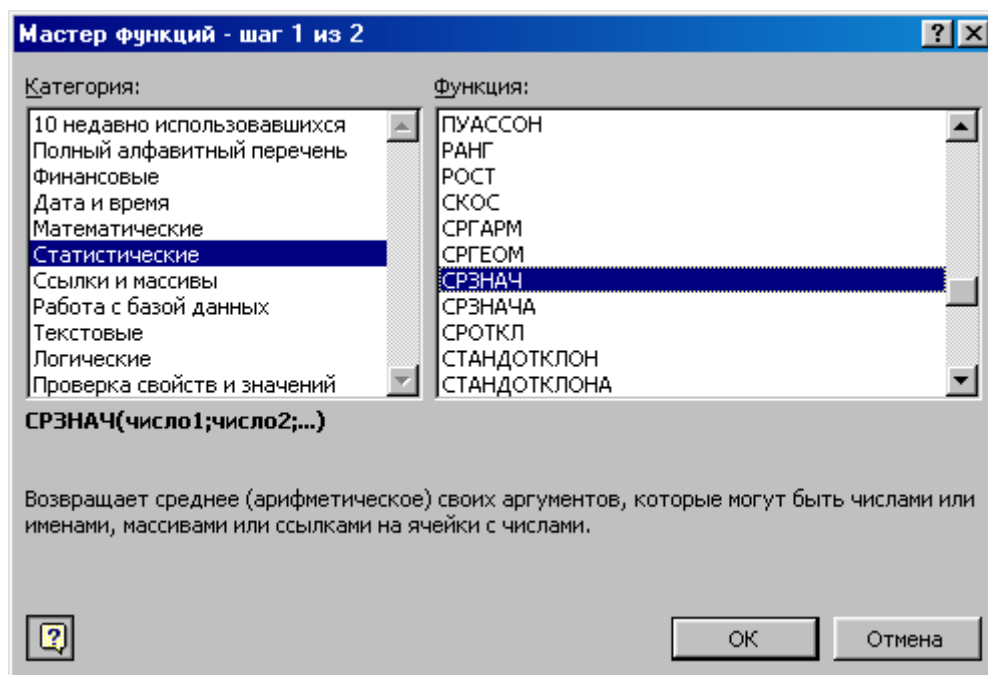 Мастер функций - шаг 1 из 2
Категория:
10 недавно использовавшихся
Полный алфавитный перечень
Финансовые
Дата и время
Математические
Статистические
Ссылки и массивы
Работа с базой данных
Текстовые
Логические
Проверка свойств и значений
Функция:
ПУАССОН
РАНГ
РОСТ
СКОС
СРГАРМ
СРГЕОМ
СРЗНАЧ
СРЗНАЧА
СРОТКЛ
СТАНДОТКЛОН
СТАНДОТКЛОНА
СРЗНАЧ(число1;число2;...)
Возвращает среднее (арифметическое) своих аргументов, которые могут быть числами или
именами, массивами или ссылками на ячейки с числами.
ОК
Отмена